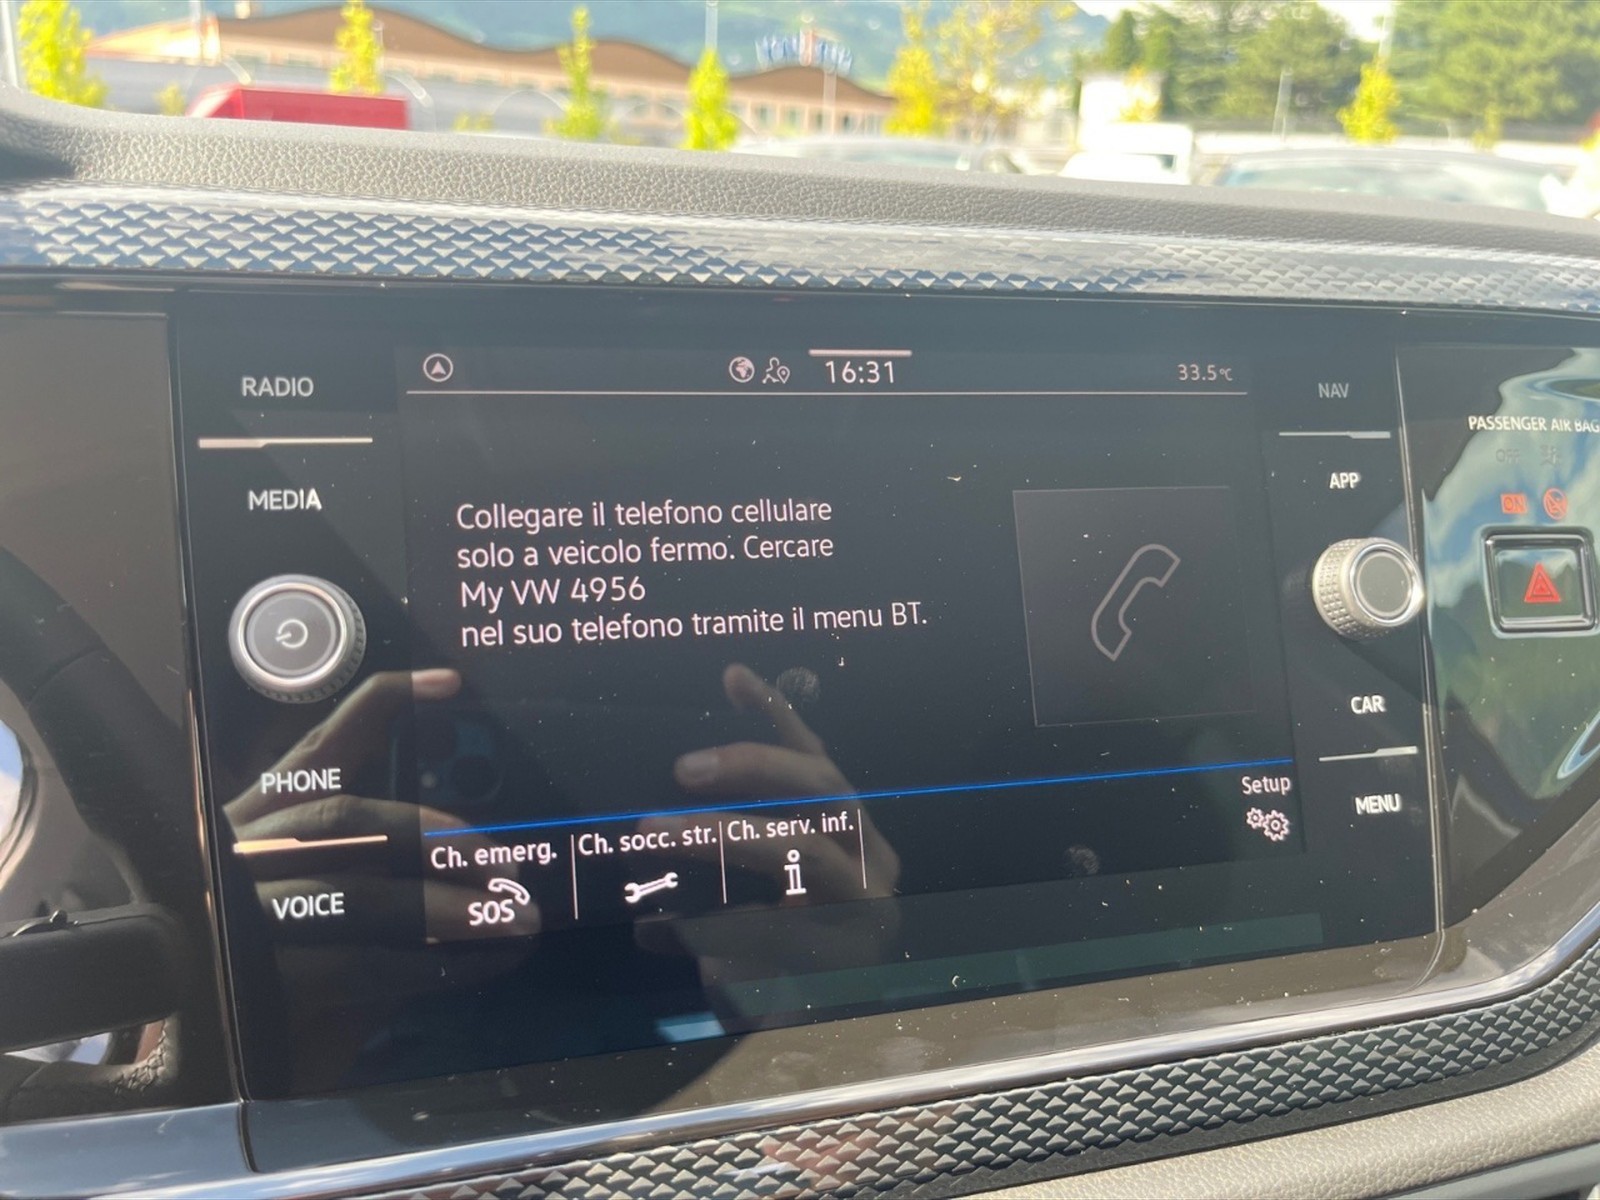 RADIO
MEDIA
PHONE
VOICE
16:31
33.5°C
Collegare il telefono cellulare
solo a veicolo fermo. Cercare
My VW 4956
nel suo telefono tramite il menu BT.
Setup
Ch. emerg.
SOS
Ch. socc. str.
Ch. serv. inf.
NAV
APP
CAR
MENU
PASSENGER AIR BAG
OFF
ON